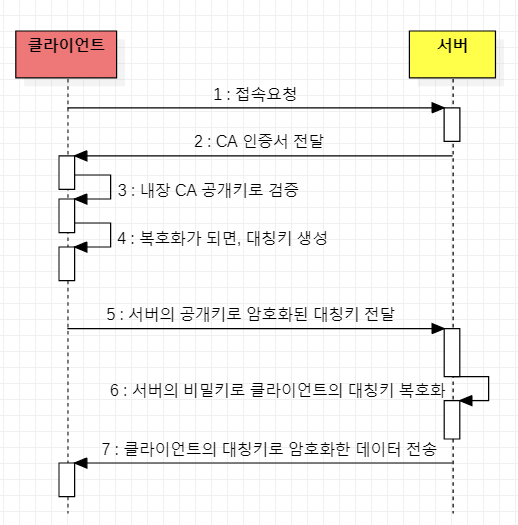 클라이언트
서버
1 : 접속요청
2 : CA 인증서 전달
3 : 내장 CA 공개키로 검증
4 : 복호화가 되면, 대칭키 생성
5 : 서버의 공개키로 암호화된 대칭키 전달
6 : 서버의 비밀키로 클라이언트의 대칭키 복호화
7 : 클라이언트의 대칭키로 암호화한 데이터 전송